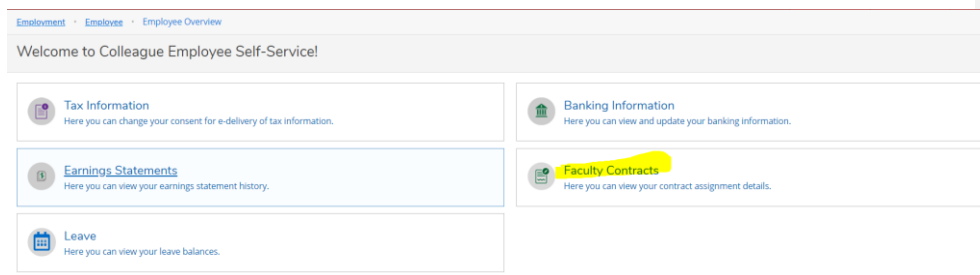 Employment · Employee · Employee Overview
Welcome to Colleague Employee Self-Service!
Tax Information
Here you can change your consent for e-delivery of tax information.
Banking Information
Here you can view and update your banking information.
Earnings Statements
Here you can view your earnings statement history.
Faculty Contracts
Here you can view your contract assignment details.
Leave
Here you can view your leave balances.